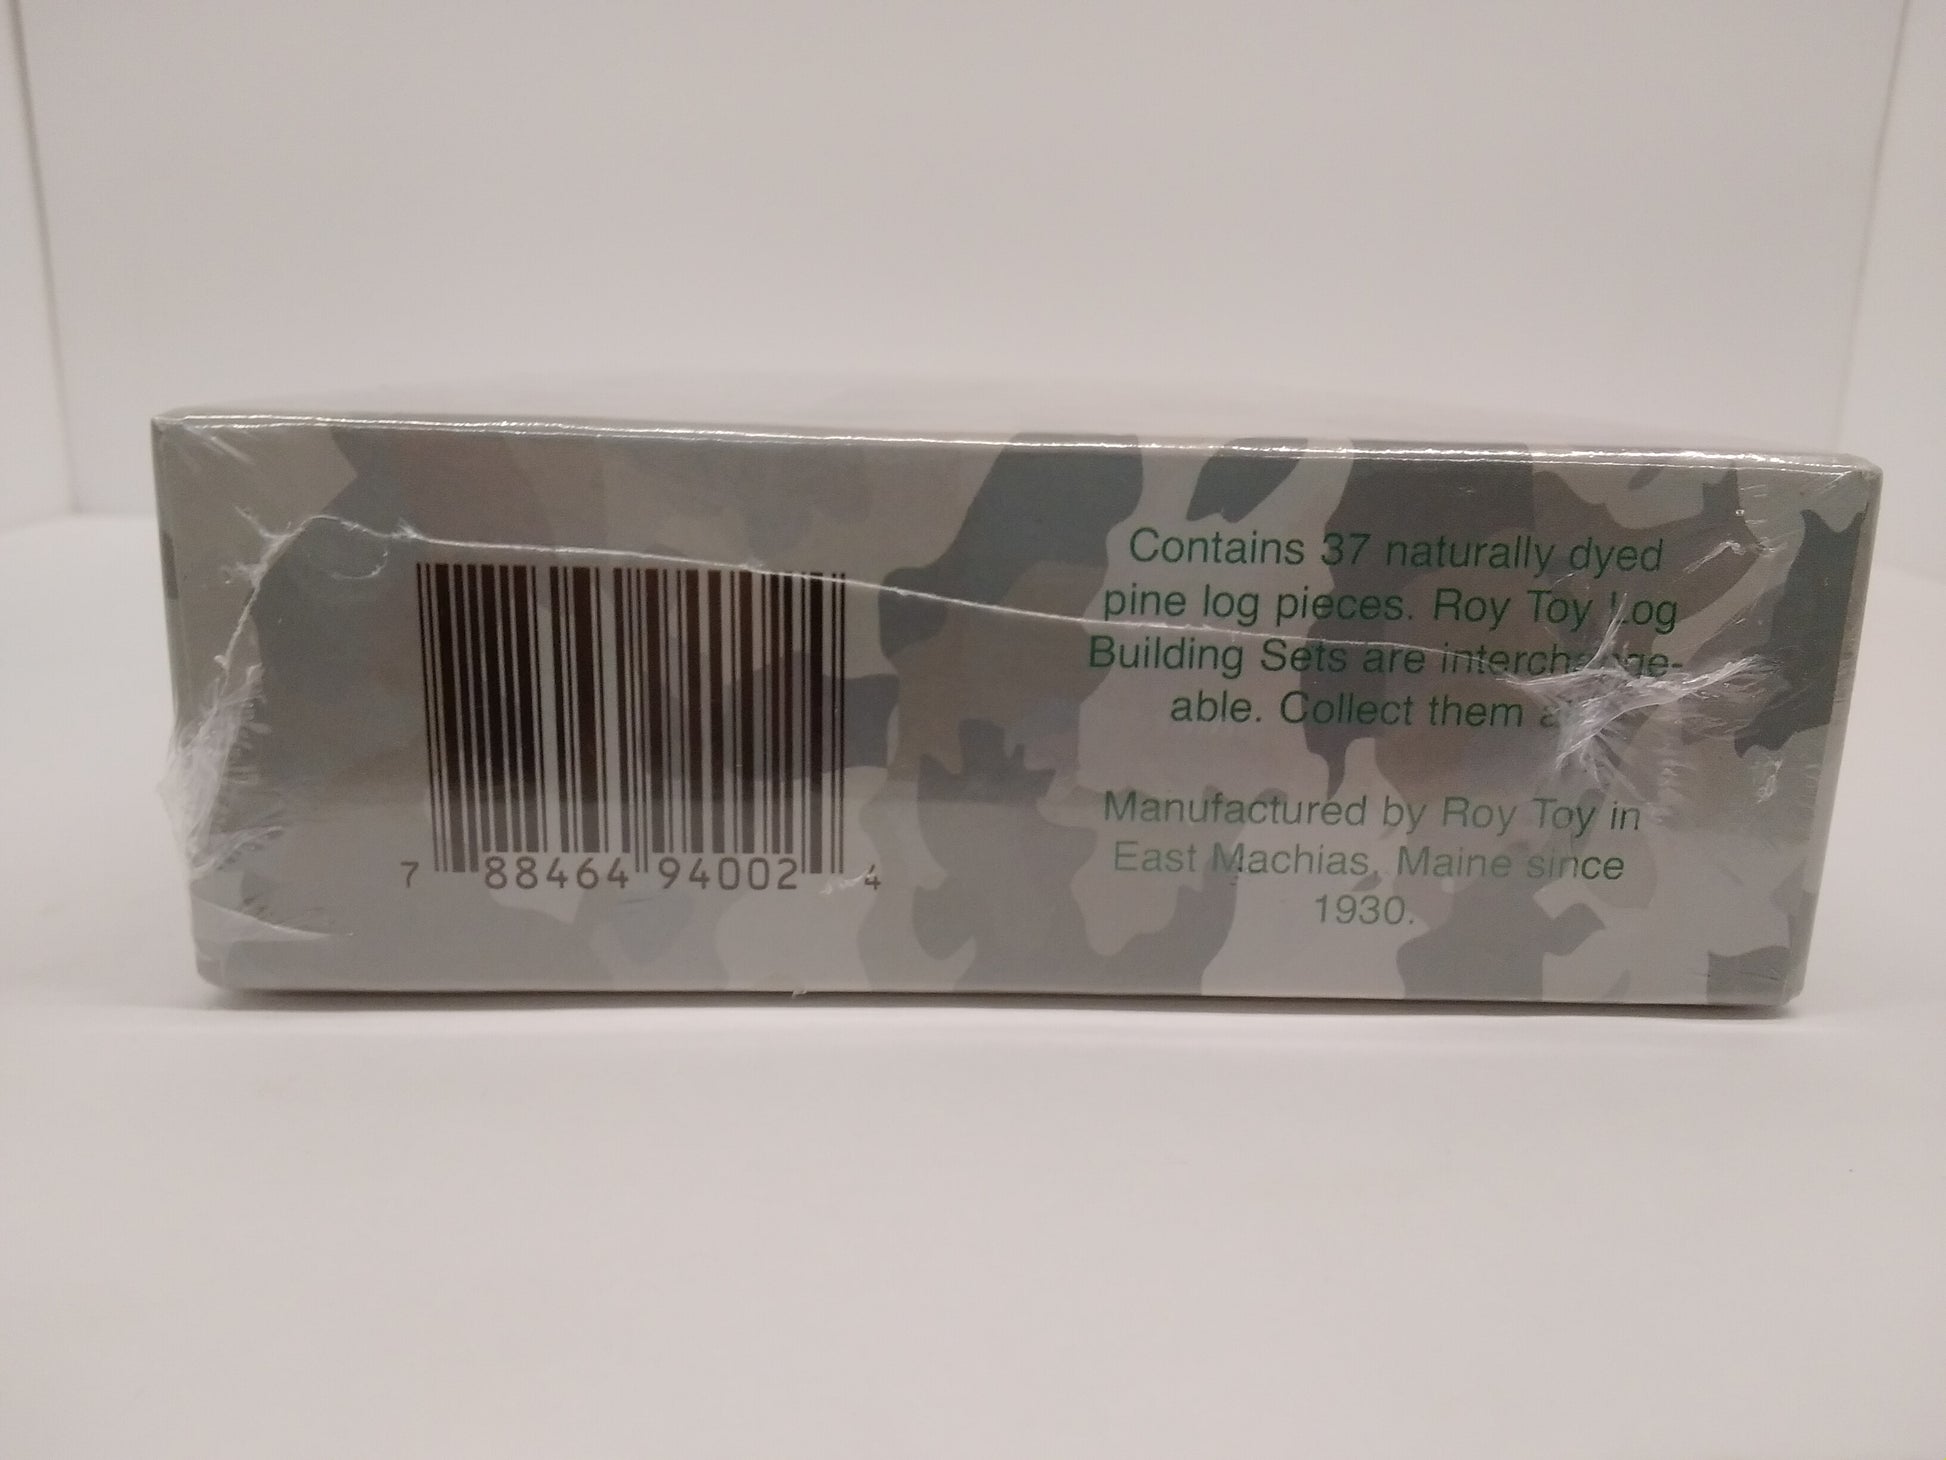 7 88464 94002 4
Contains 37 naturally dyed
pine log pieces. Roy Toy Log
Building Sets are interchange-
able. Collect them
Manufactured by Roy Toy in
East Machias, Maine since
1930.